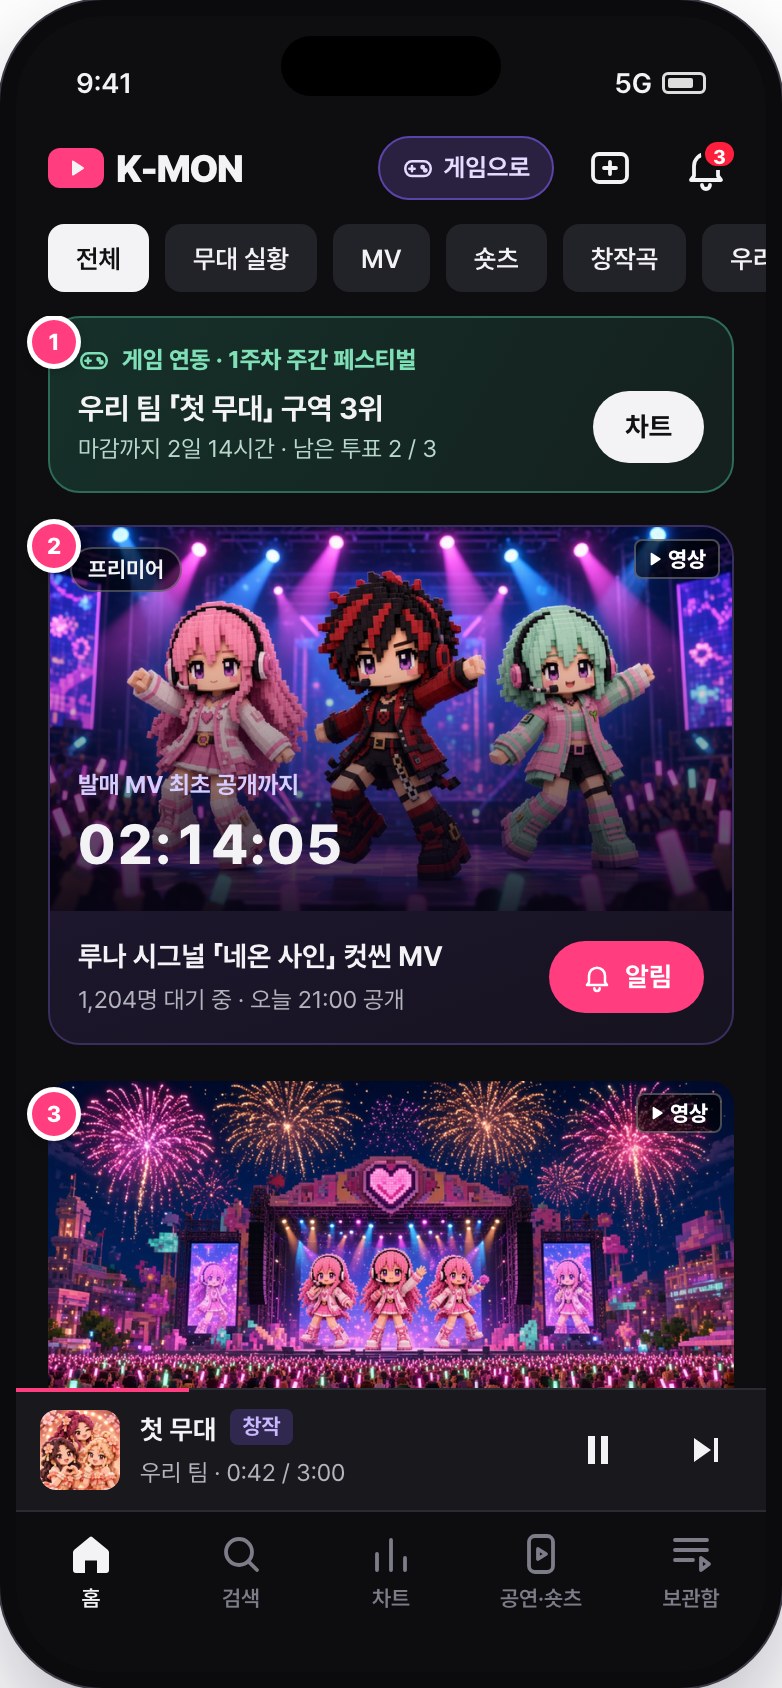 9:41
5G
K-MON
게임으로
3
전체
무대 실황
MV
숏츠
창작곡
우리
1
게임 연동 · 1주차 주간 페스티벌
우리 팀 「첫 무대」 구역 3위
마감까지 2일 14시간 · 남은 투표 2 / 3
차트
2
프리미어
영상
발매 MV 최초 공개까지
02:14:05
루나 시그널 「네온 사인」 컷씬 MV
1,204명 대기 중 · 오늘 21:00 공개
알림
3
영상
첫 무대
창작
우리 팀 · 0:42 / 3:00
홈
검색
차트
공연·숏츠
보관함